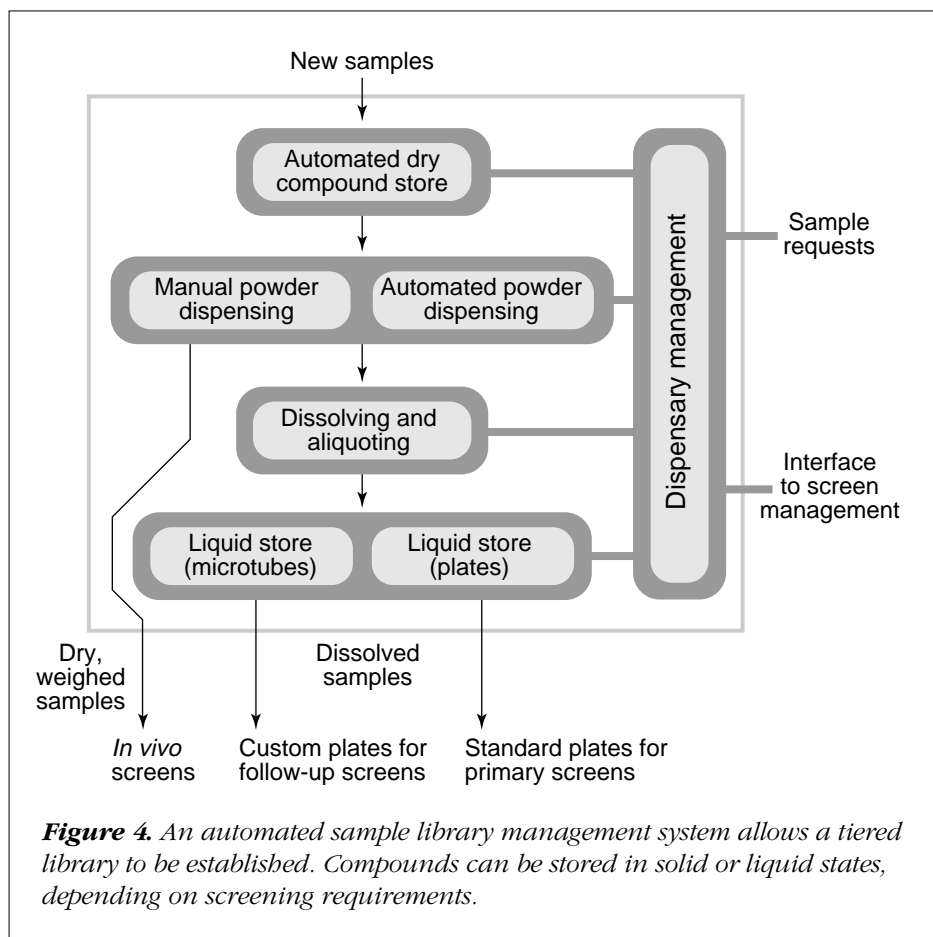 New samples
Automated dry
compound store
Manual powder
dispensing
Automated powder
dispensing
Dissolving and
aliquoting
Liquid store
(microtubes)
Liquid store
(plates)
Dispensary management
Sample
requests
Interface
to screen
management
Dry,
weighed
samples
Dissolved
samples
In vivo
screens
Custom plates for
follow-up screens
Standard plates for
primary screens
Figure 4. An automated sample library management system allows a tiered
library to be established. Compounds can be stored in solid or liquid states,
depending on screening requirements.